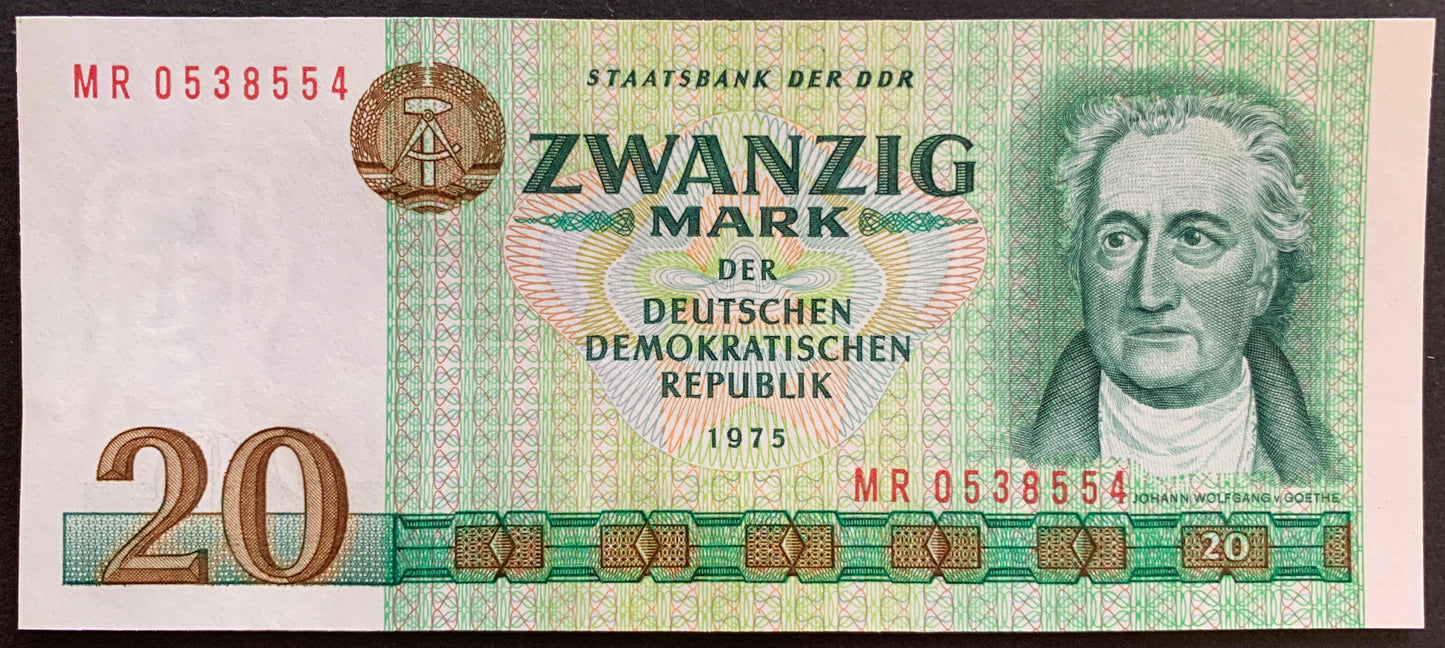 MR 0538554
STAATSBANK DER DDR
ZWANZIG
MARK
DER
DEUTSCHEN
DEMOKRATISCHEN
REPUBLIK
1975
MR 0538554
JOHANN WOLFGANG v. GOETHE
20
20